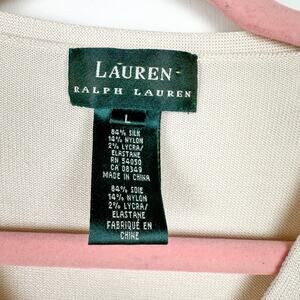 LAUREN
RALPH LAUREN
L
84% SILK
14% NYLON
2% LYCRA/
ELASTANE
RN 54050
CA 08349
MADE IN CHINA
84% SOIE
14% NYLON
2% LYCRA/
ELASTANE
FABRIQUÉ EN
CHINE